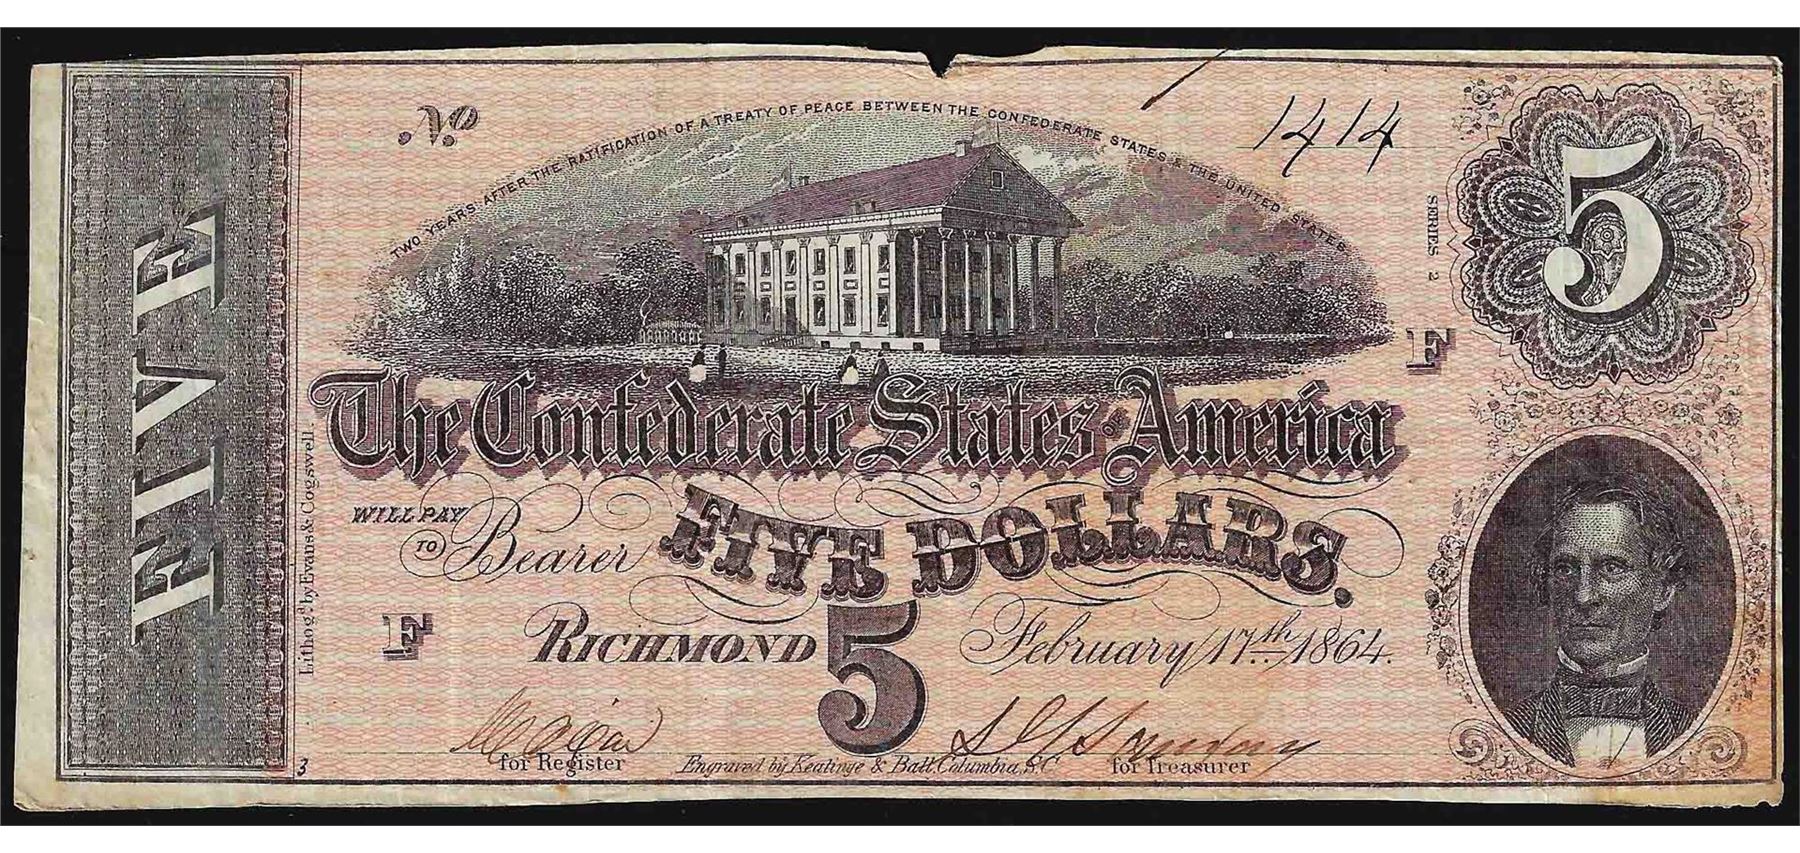 No 1414
TWO YEARS AFTER THE RATIFICATION OF A TREATY OF PEACE BETWEEN THE CONFEDERATE STATES & THE UNITED STATES
5
SERIES 2
F
FIVE
The Confederate States of America
WILL PAY
TO Bearer FIVE DOLLARS.
F
RICHMOND 5 February 17th 1864.
for Register
for Treasurer
Engraved by Keatinge & Ball, Columbia, S.C.
Lithog'd by Evans & Cogswell
3